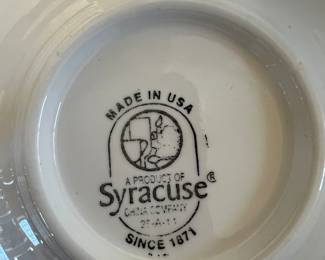 MADE IN USA
A PRODUCT OF
Syracuse®
CHINA COMPANY
SINCE 1871